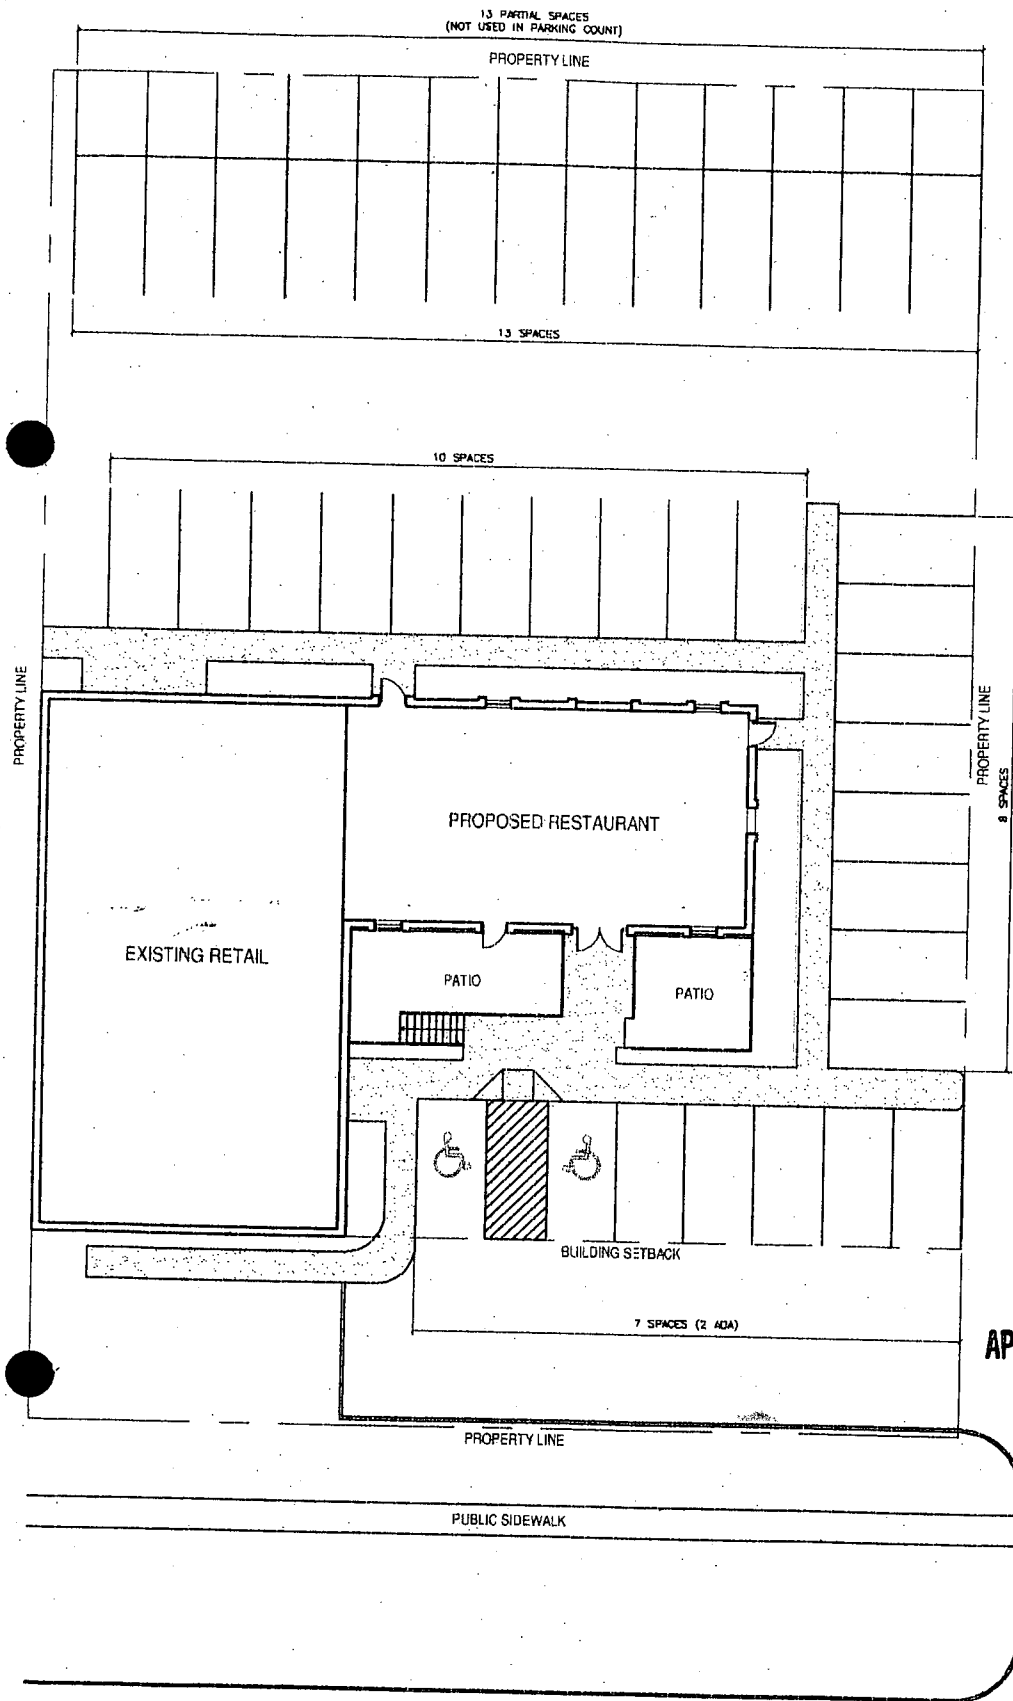 13 PARTIAL SPACES
(NOT USED IN PARKING COUNT)
PROPERTY LINE
13 SPACES
10 SPACES
PROPERTY LINE
PROPERTY LINE
8 SPACES
PROPOSED RESTAURANT
EXISTING RETAIL
PATIO
PATIO
BUILDING SETBACK
7 SPACES (2 ADA)
AP
PROPERTY LINE
PUBLIC SIDEWALK